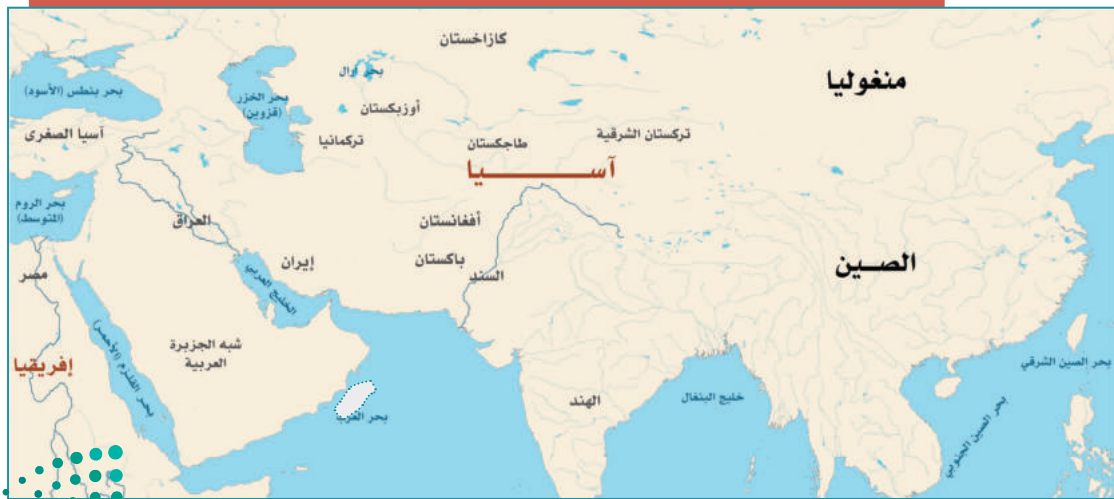 كازاخستان
منغوليا
بحر آرال
بحر الخزر
(قزوين)
بحر بنطس (الأسود)
أوزبكستان
آسيا الصغرى
تركمانيا
طاجكستان
تركستان الشرقية
آســـيا
بحر الروم
(المتوسط)
العراق
أفغانستان
باكستان
إيران
السند
الصـين
مصر
الخليج العربي
شبه الجزيرة
العربية
إفريقيا
بحر القلزم (الأحمر)
بحر العرب
الهند
خليج البنغال
بحر الصين الشرقي
بحر الصين الجنوبي